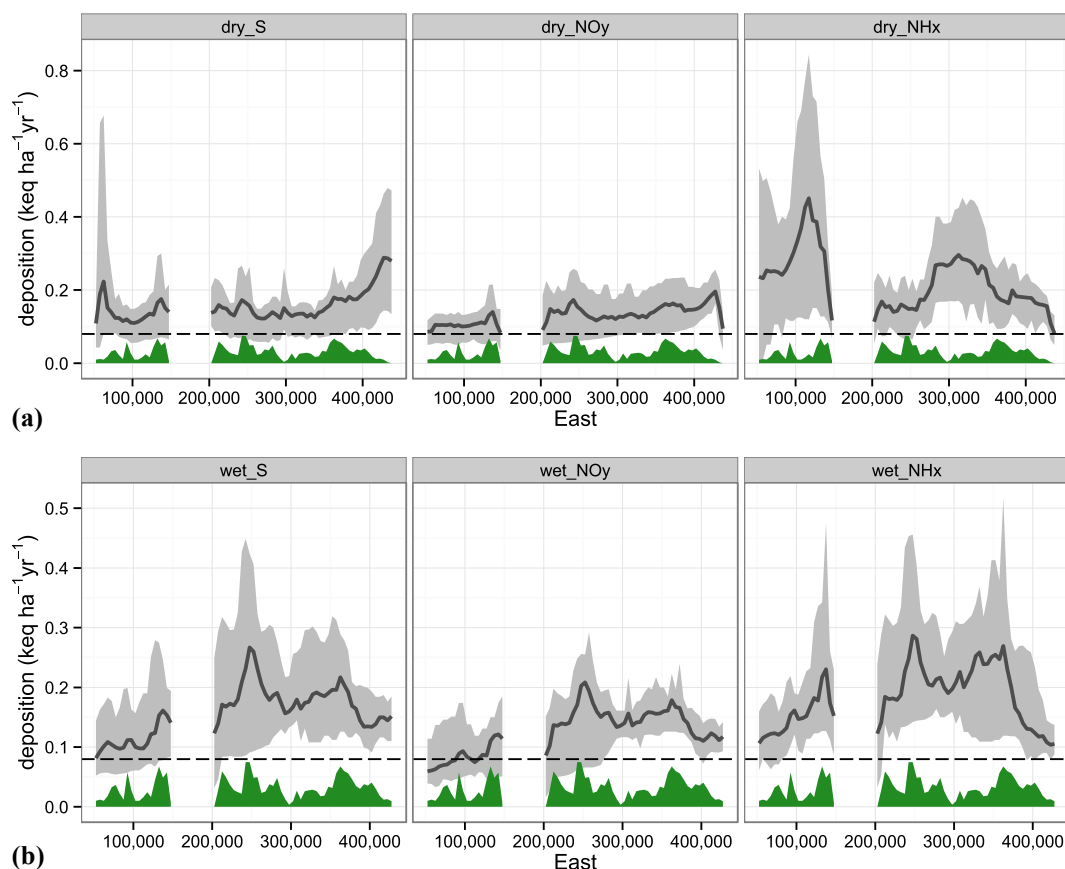 dry_S dry_NOy dry_NHx
deposition (keq ha⁻¹yr⁻¹)
0.8
0.6
0.4
0.2
0.0
100,000 200,000 300,000 400,000 100,000 200,000 300,000 400,000 100,000 200,000 300,000 400,000
(a)
East
wet_S wet_NOy wet_NHx
deposition (keq ha⁻¹yr⁻¹)
0.5
0.4
0.3
0.2
0.1
0.0
100,000 200,000 300,000 400,000 100,000 200,000 300,000 400,000 100,000 200,000 300,000 400,000
(b)
East